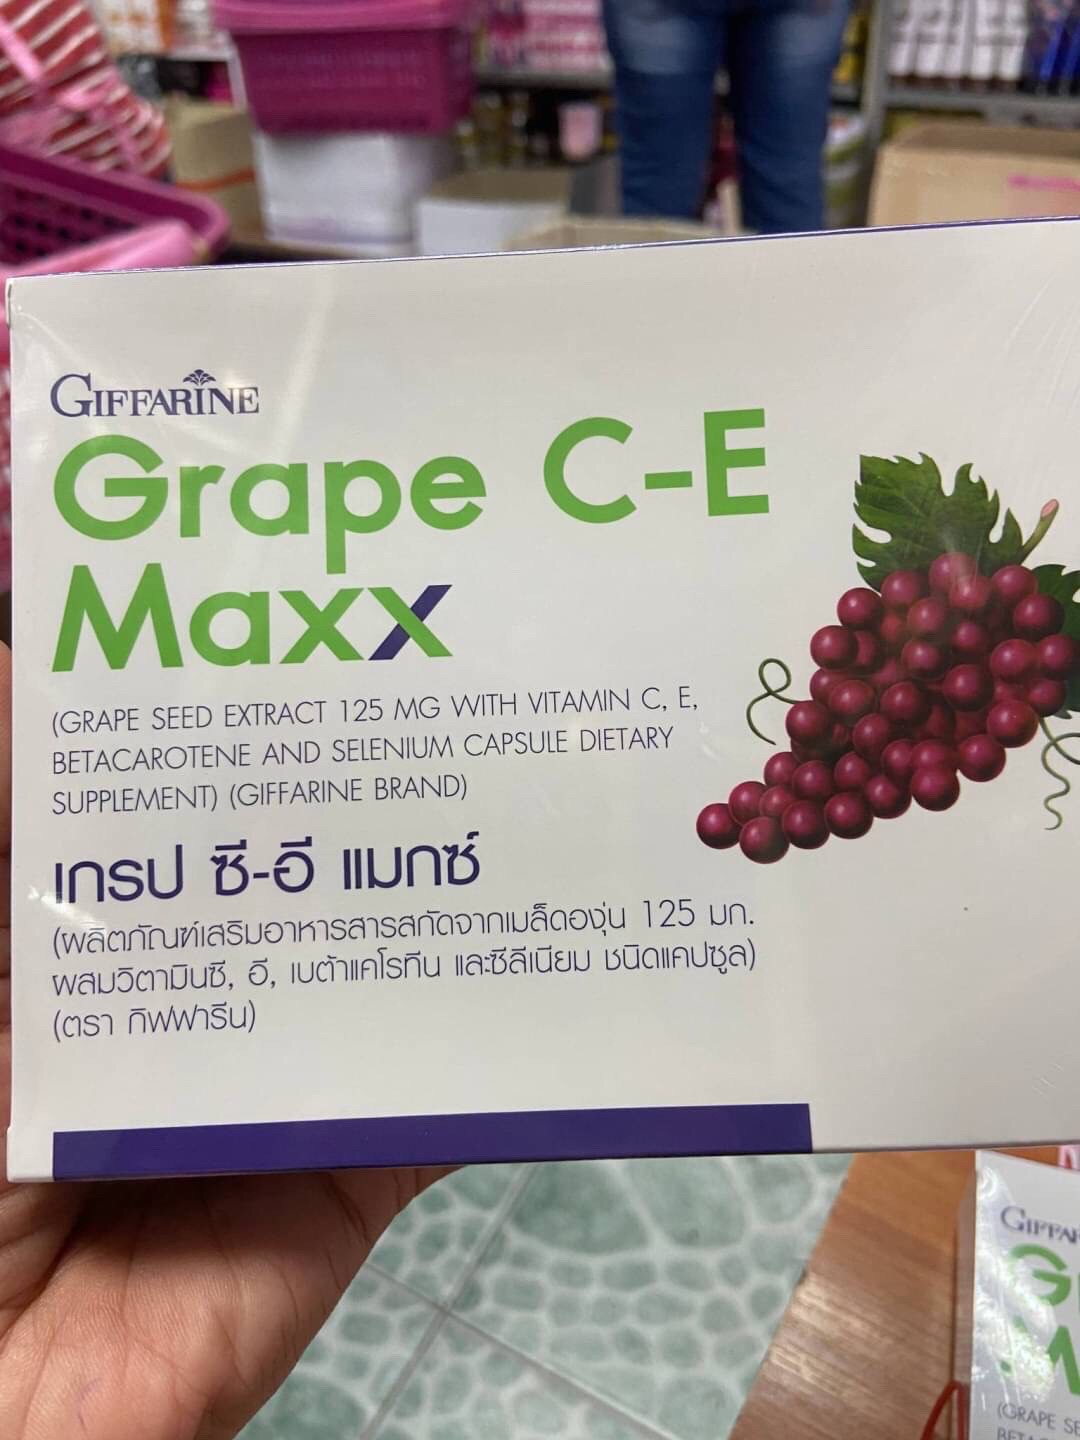 GIFFARINE
Grape C-E
Maxx
(GRAPE SEED EXTRACT 125 MG WITH VITAMIN C, E,
BETACAROTENE AND SELENIUM CAPSULE DIETARY
SUPPLEMENT) (GIFFARINE BRAND)
เกรป ซี-อี แมกซ์
(ผลิตภัณฑ์เสริมอาหารสารสกัดจากเมล็ดองุ่น 125 มก.
ผสมวิตามินซี, อี, เบต้าแคโรทีน และซีลีเนียม ชนิดแคปซูล)
(ตรา กิฟฟารีน)
(GRAPE